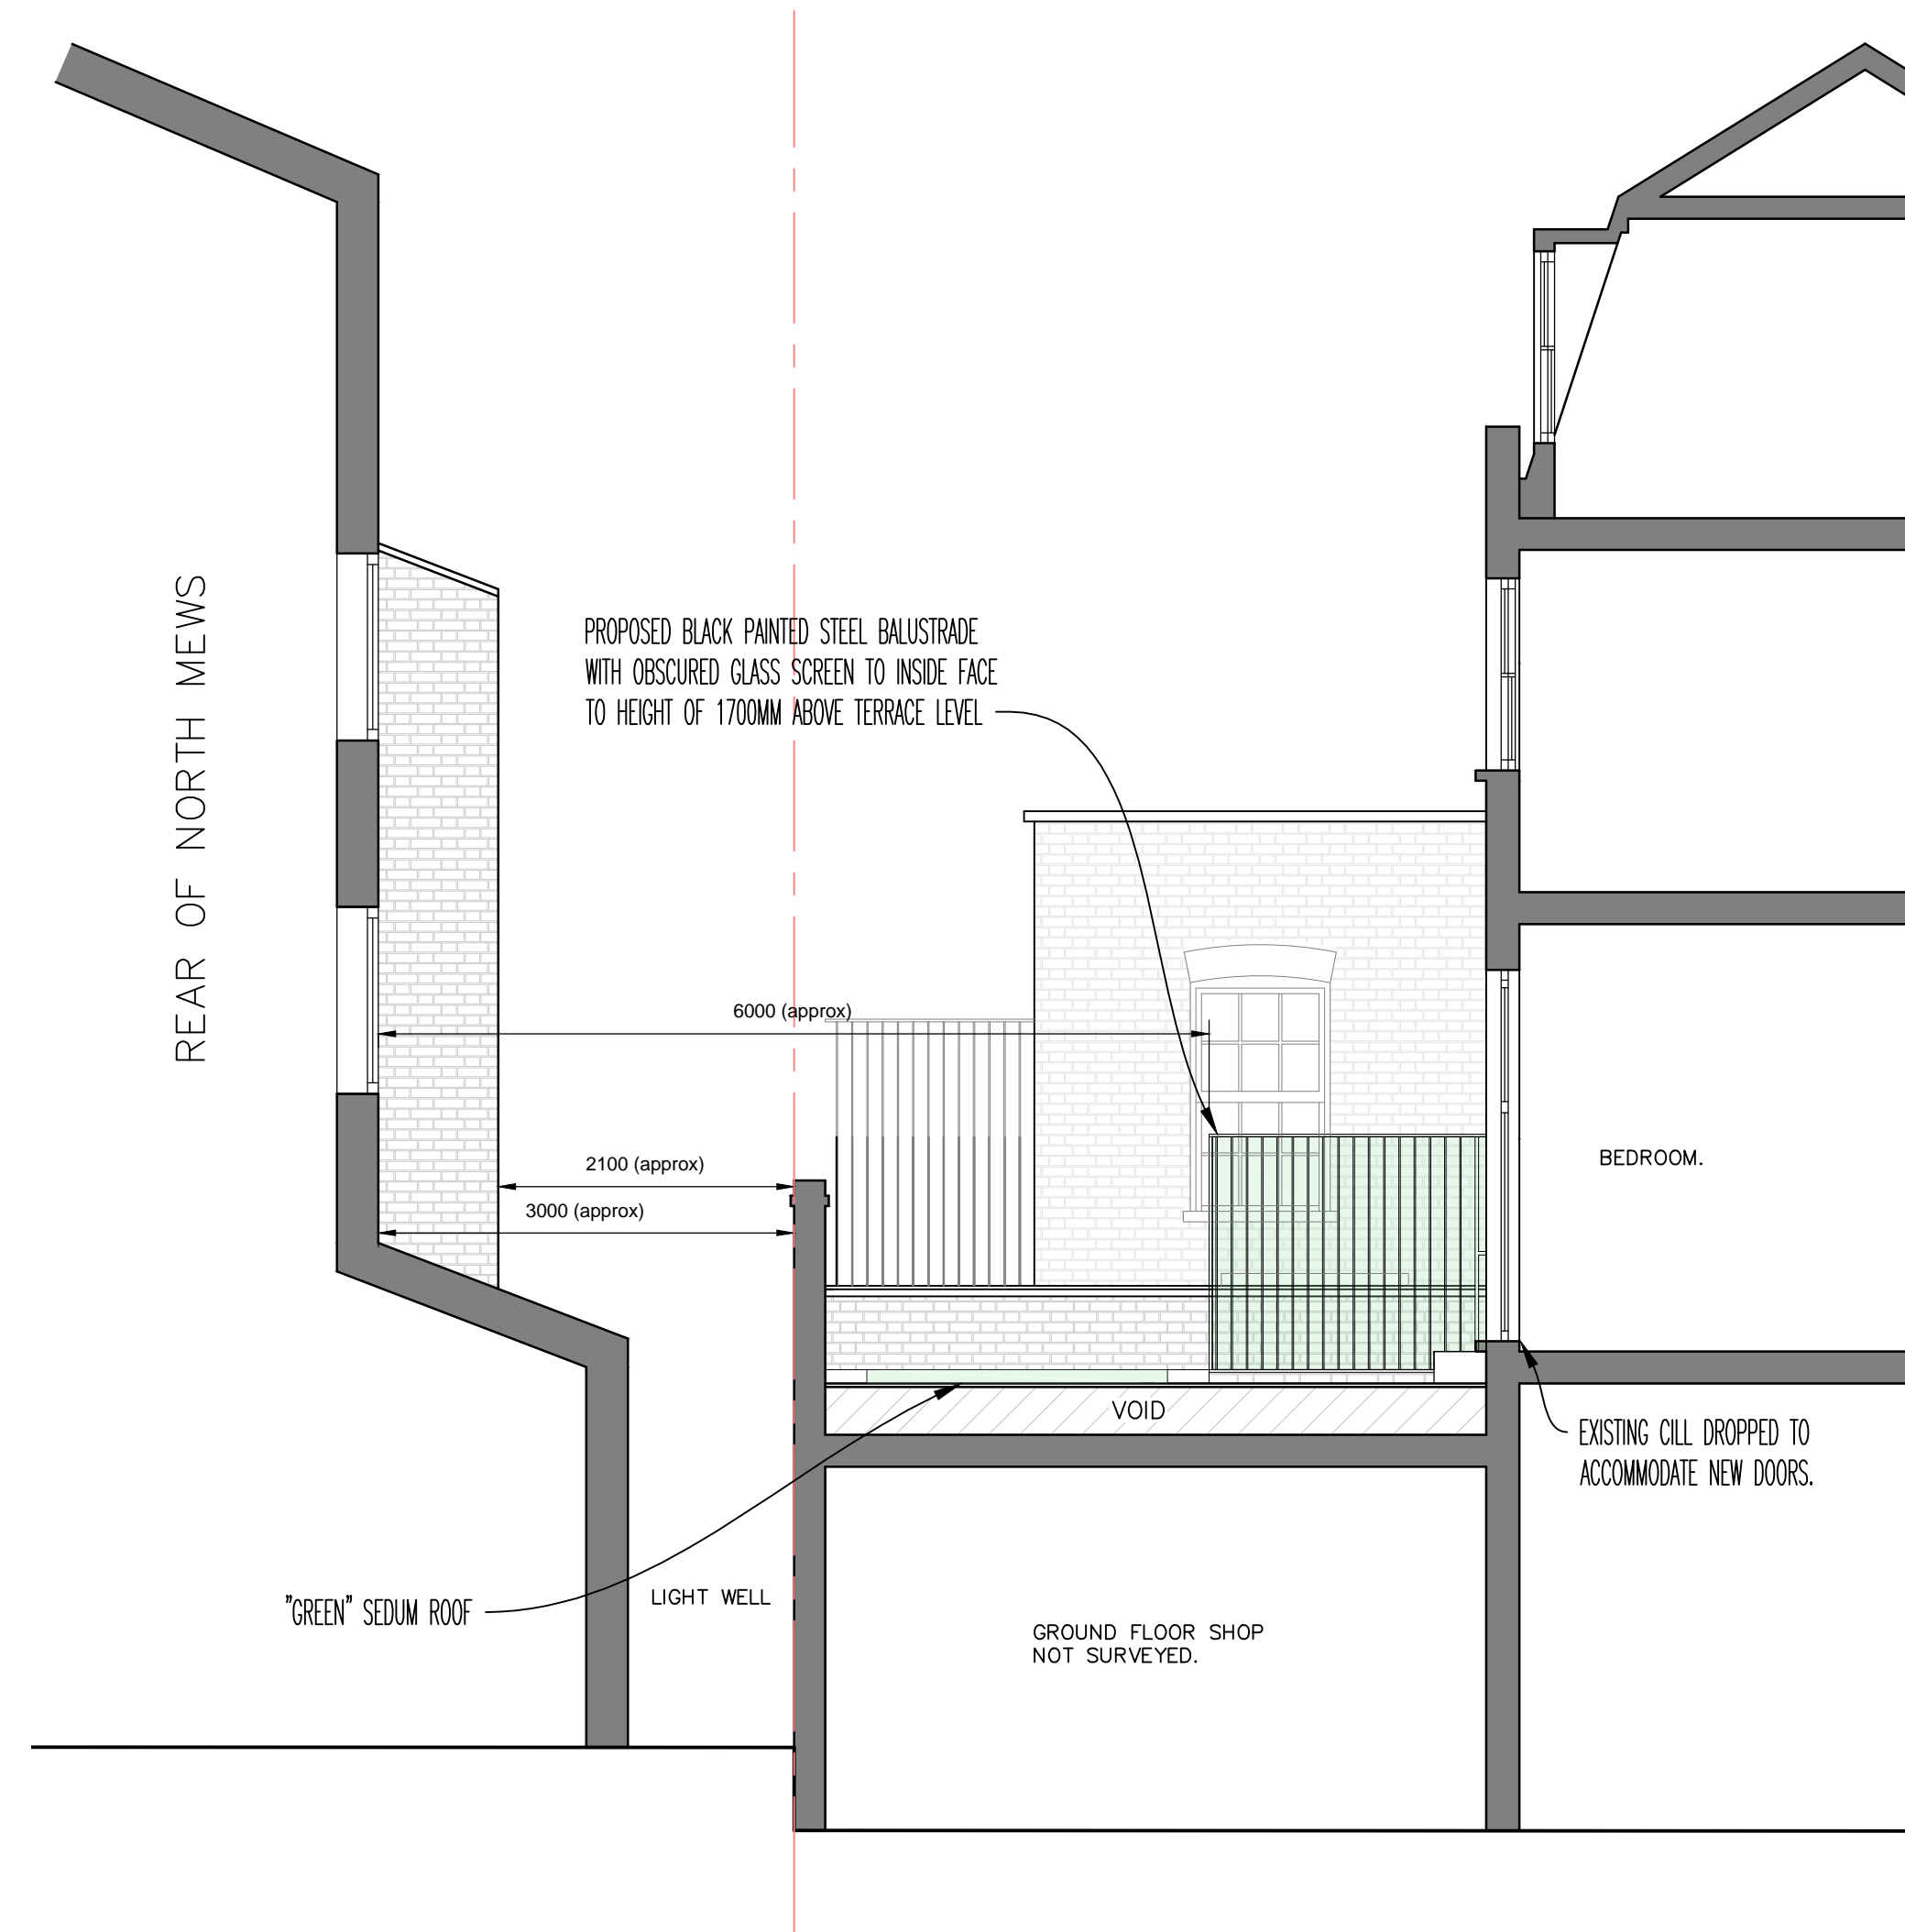 REAR OF NORTH MEWS
PROPOSED BLACK PAINTED STEEL BALUSTRADE
WITH OBSCURED GLASS SCREEN TO INSIDE FACE
TO HEIGHT OF 1700MM ABOVE TERRACE LEVEL
6000 (approx)
2100 (approx)
3000 (approx)
BEDROOM.
VOID
EXISTING CILL DROPPED TO
ACCOMMODATE NEW DOORS.
"GREEN" SEDUM ROOF
LIGHT WELL
GROUND FLOOR SHOP
NOT SURVEYED.